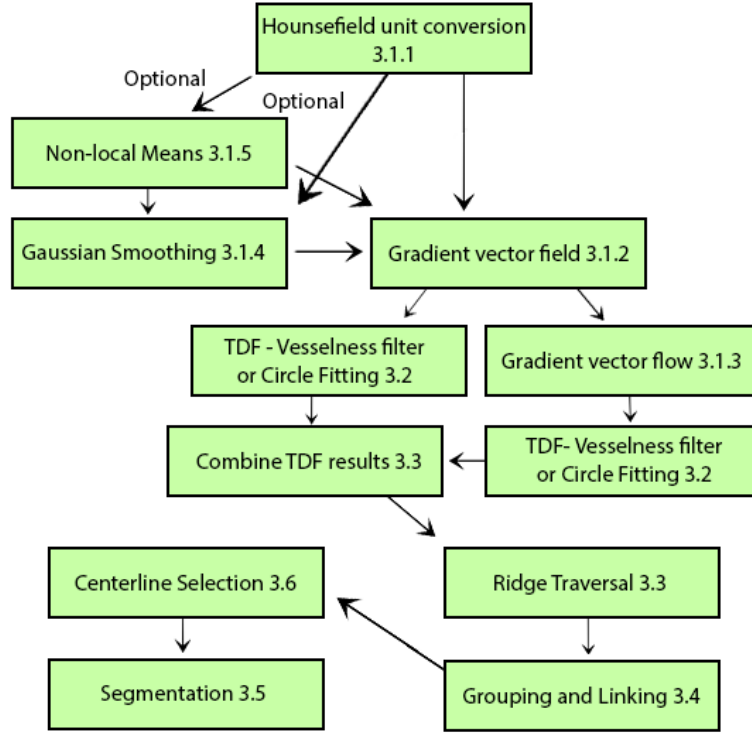 Hounsefield unit conversion
3.1.1
Optional
Optional
Non-local Means 3.1.5
Gaussian Smoothing 3.1.4
Gradient vector field 3.1.2
TDF - Vesselness filter
or Circle Fitting 3.2
Gradient vector flow 3.1.3
Combine TDF results 3.3
TDF- Vesselness filter
or Circle Fitting 3.2
Centerline Selection 3.6
Ridge Traversal 3.3
Segmentation 3.5
Grouping and Linking 3.4